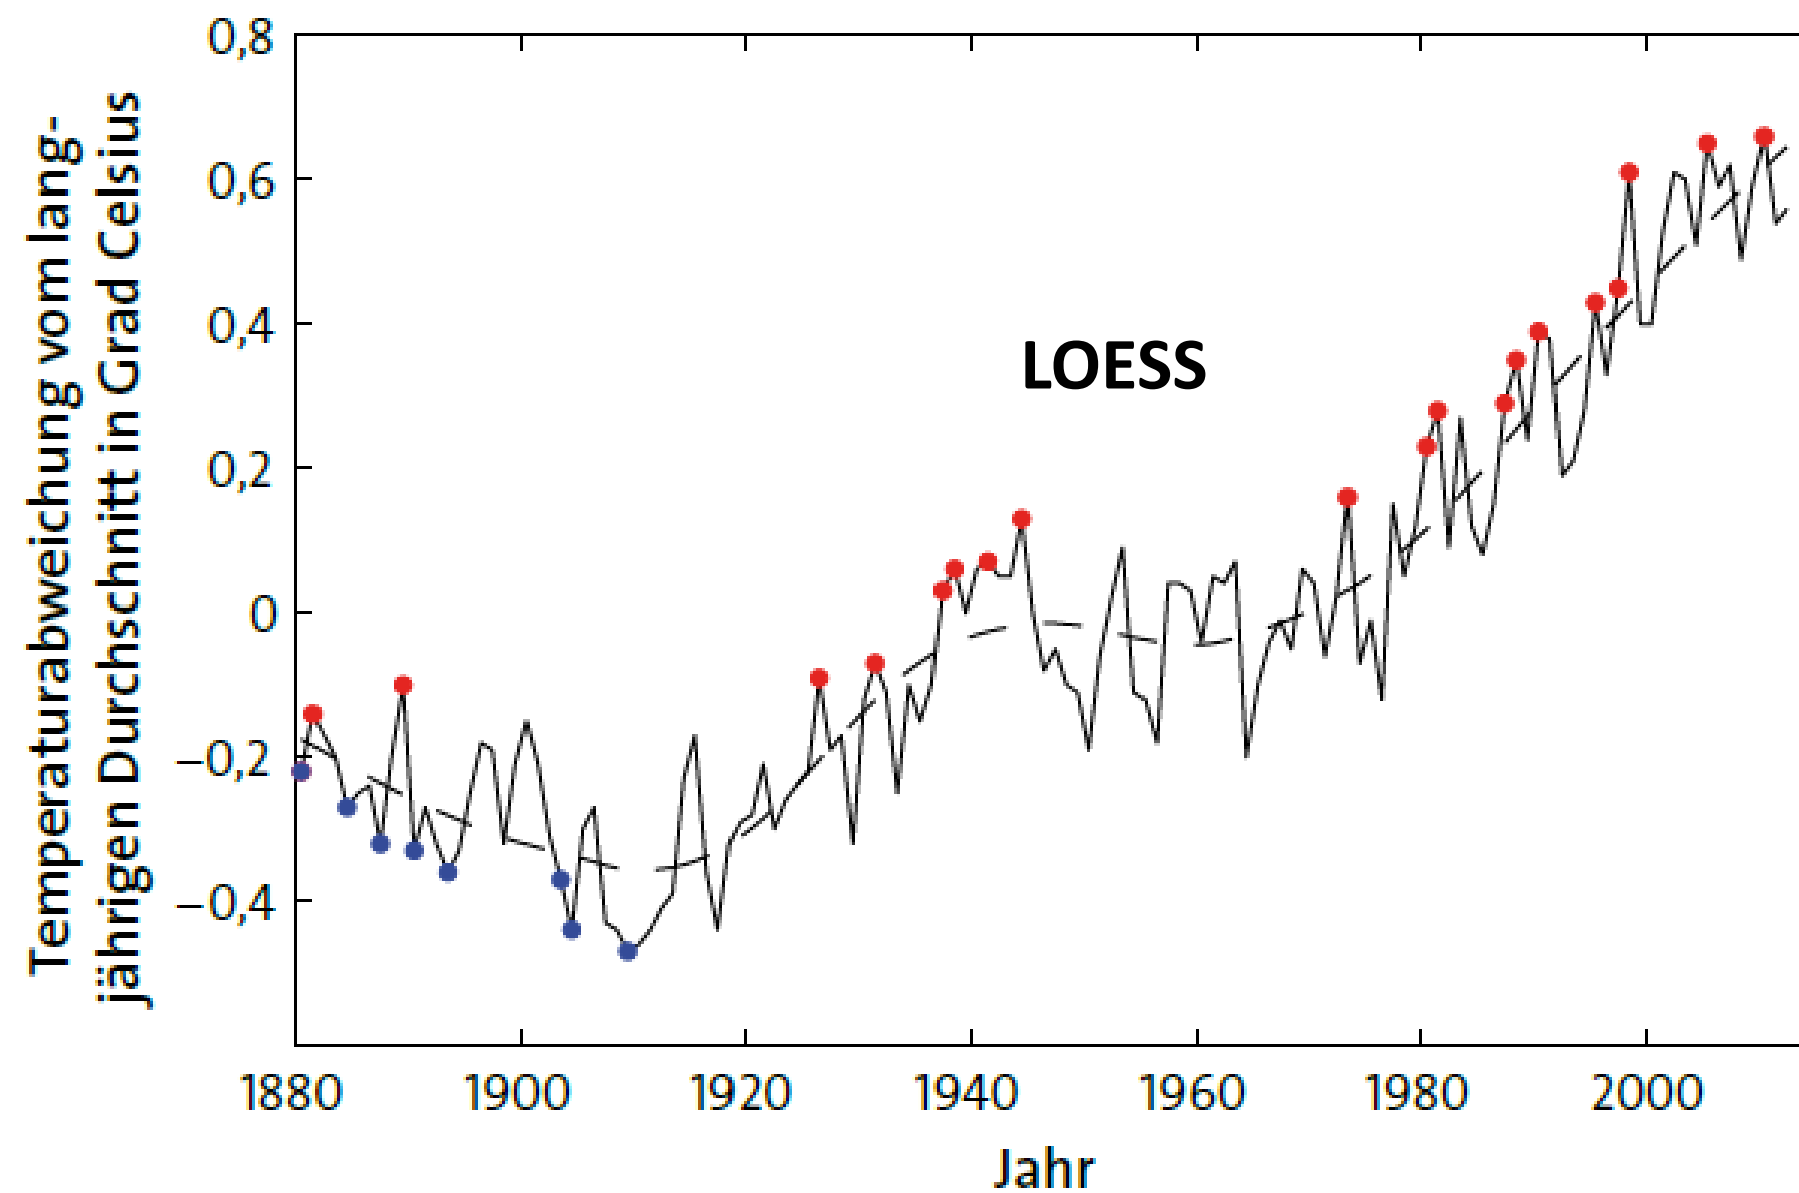 Temperaturabweichung vom lang-
jährigen Durchschnitt in Grad Celsius
0,8
0,6
0,4
0,2
0
−0,2
−0,4
LOESS
1880 1900 1920 1940 1960 1980 2000
Jahr